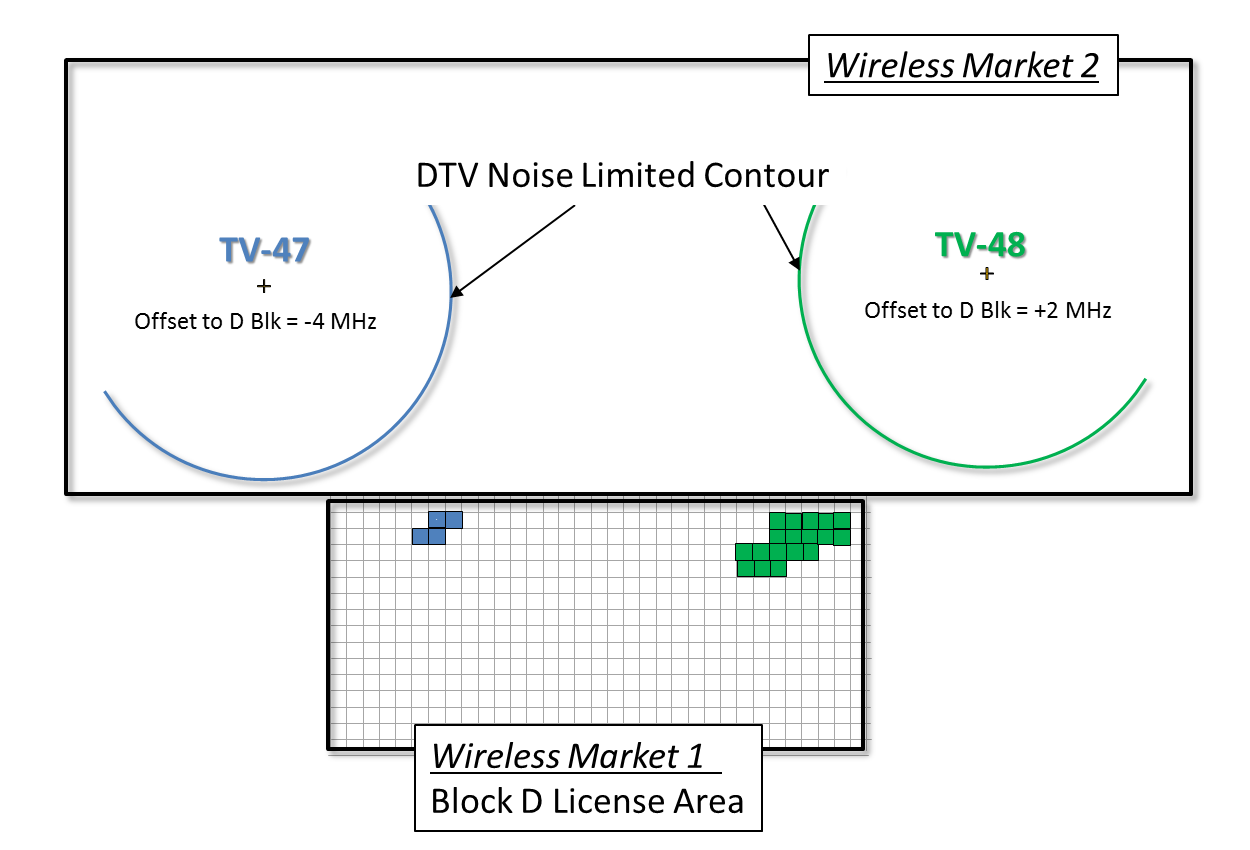 Wireless Market 2
DTV Noise Limited Contour
TV-47
+
Offset to D Blk = -4 MHz
TV-48
+
Offset to D Blk = +2 MHz
Wireless Market 1
Block D License Area